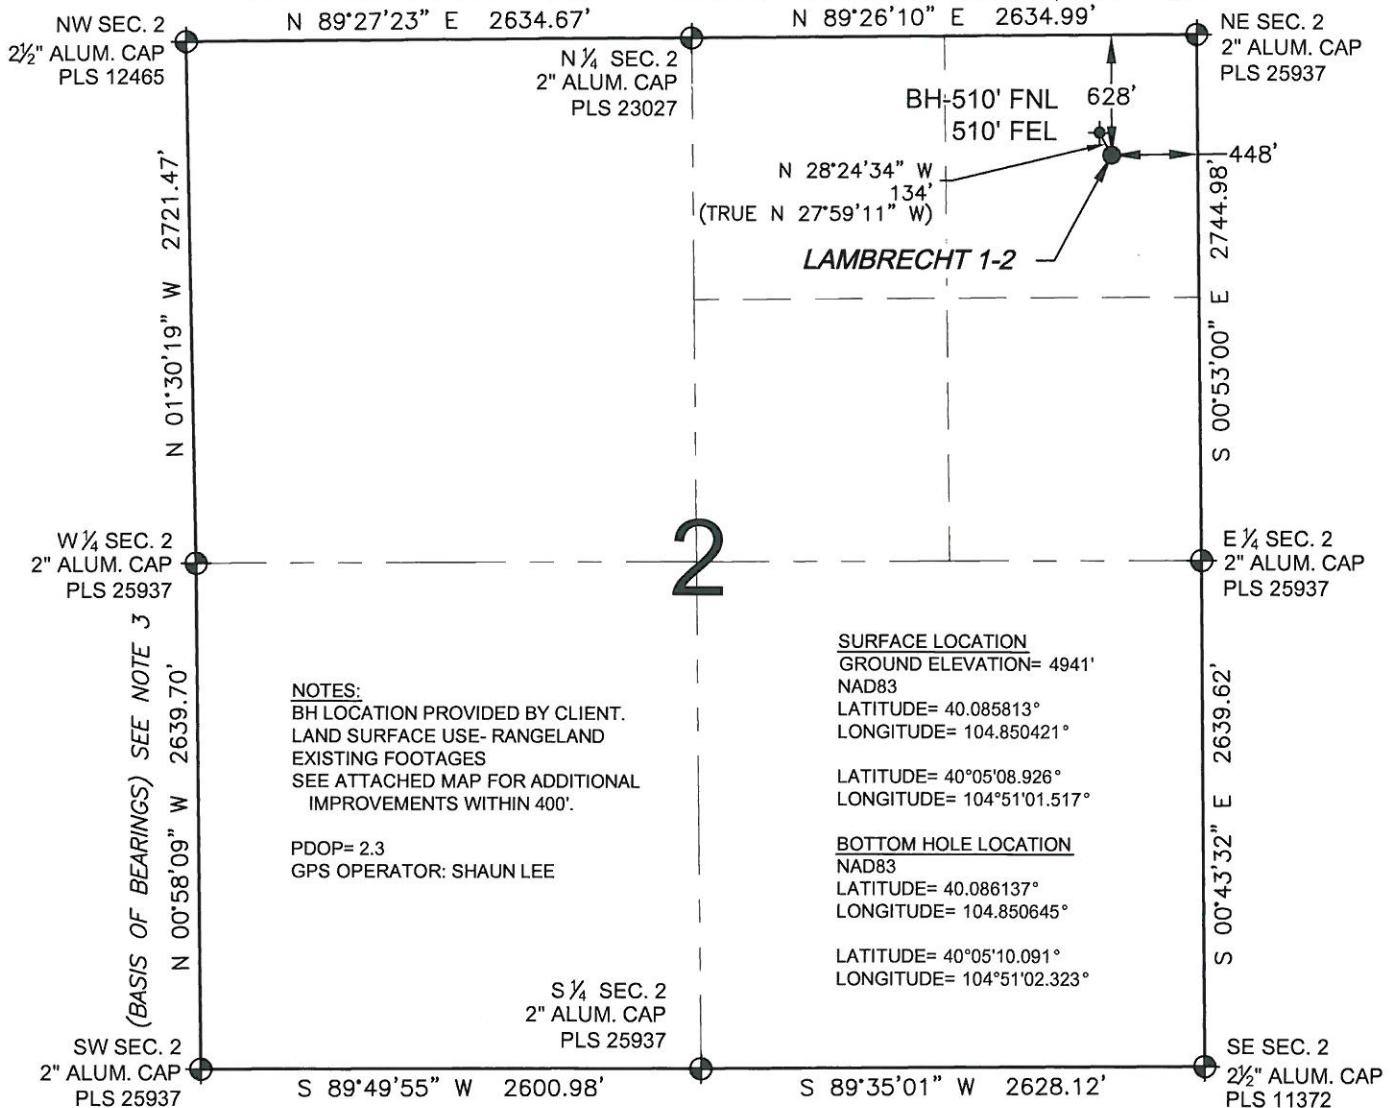 N 89°27'23" E 2634.67'
N 89°26'10" E 2634.99'
NW SEC. 2
2½" ALUM. CAP
PLS 12465
N ¼ SEC. 2
2" ALUM. CAP
PLS 23027
NE SEC. 2
2" ALUM. CAP
PLS 25937
BH-510' FNL
510' FEL
628'
448'
N 28°24'34" W
134'
(TRUE N 27°59'11" W)
LAMBRECHT 1-2
N 01°30'19" W 2721.47'
S 00°53'00" E 2744.98'
W ¼ SEC. 2
2" ALUM. CAP
PLS 25937
2
E ¼ SEC. 2
2" ALUM. CAP
PLS 25937
(BASIS OF BEARINGS) SEE NOTE 3
N 00°58'09" W 2639.70'
NOTES:
BH LOCATION PROVIDED BY CLIENT.
LAND SURFACE USE- RANGELAND
EXISTING FOOTAGES
SEE ATTACHED MAP FOR ADDITIONAL
IMPROVEMENTS WITHIN 400'.
PDOP= 2.3
GPS OPERATOR: SHAUN LEE
SURFACE LOCATION
GROUND ELEVATION= 4941'
NAD83
LATITUDE= 40.085813°
LONGITUDE= 104.850421°
LATITUDE= 40°05'08.926"
LONGITUDE= 104°51'01.517"
BOTTOM HOLE LOCATION
NAD83
LATITUDE= 40.086137°
LONGITUDE= 104.850645°
LATITUDE= 40°05'10.091"
LONGITUDE= 104°51'02.323"
S 00°43'32" E 2639.62'
SW SEC. 2
2" ALUM. CAP
PLS 25937
S ¼ SEC. 2
2" ALUM. CAP
PLS 25937
SE SEC. 2
2½" ALUM. CAP
PLS 11372
S 89°49'55" W 2600.98'
S 89°35'01" W 2628.12'